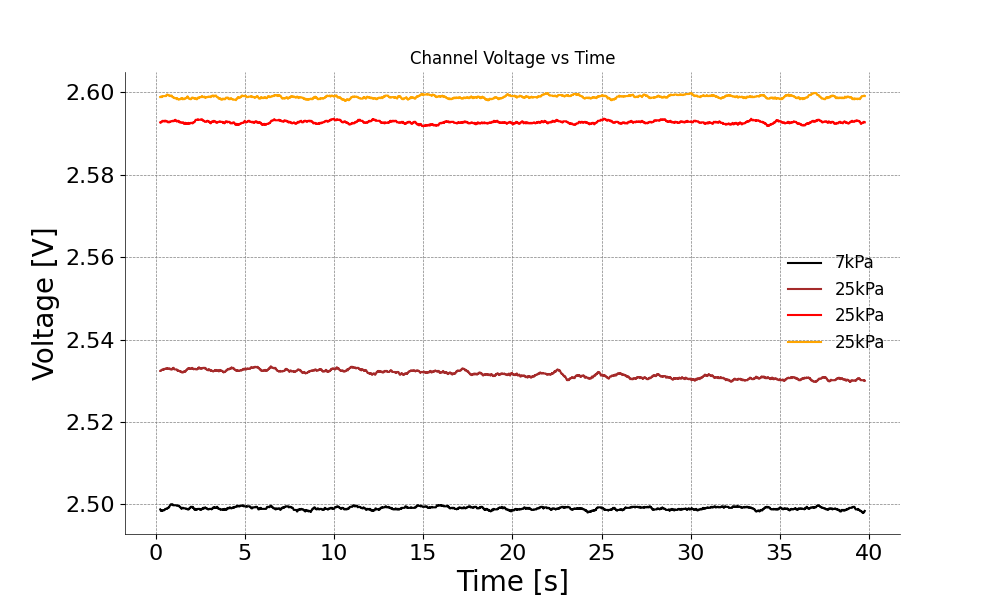 Channel Voltage vs Time
Voltage [V]
2.60
2.58
2.56
2.54
2.52
2.50
7kPa
25kPa
25kPa
25kPa
0 5 10 15 20 25 30 35 40
Time [s]